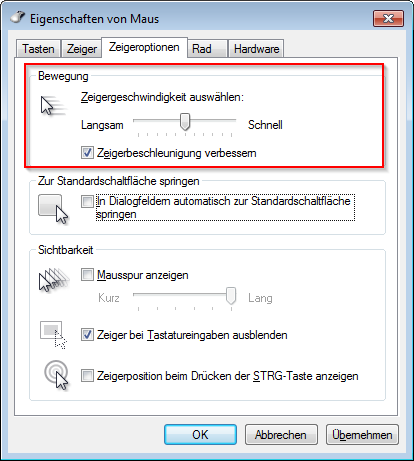 Eigenschaften von Maus
Tasten Zeiger Zeigeroptionen Rad Hardware
Bewegung
Zeigergeschwindigkeit auswählen:
Langsam Schnell
Zeigerbeschleunigung verbessern
Zur Standardschaltfläche springen
In Dialogfeldern automatisch zur Standardschaltfläche
springen
Sichtbarkeit
Mausspur anzeigen
Kurz Lang
Zeiger bei Tastatureingaben ausblenden
Zeigerposition beim Drücken der STRG-Taste anzeigen
OK Abbrechen Übernehmen